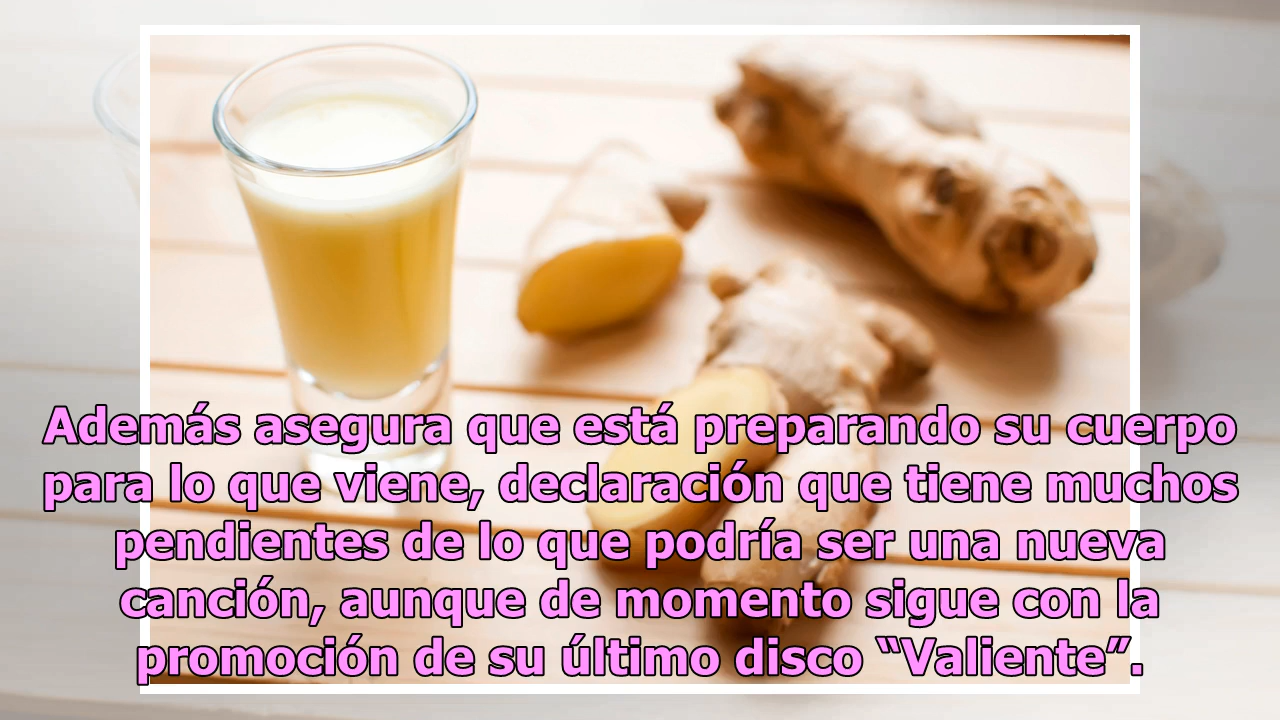 Además asegura que está preparando su cuerpo
para lo que viene, declaración que tiene muchos
pendientes de lo que podría ser una nueva
canción, aunque de momento sigue con la
promoción de su último disco “Valiente”.